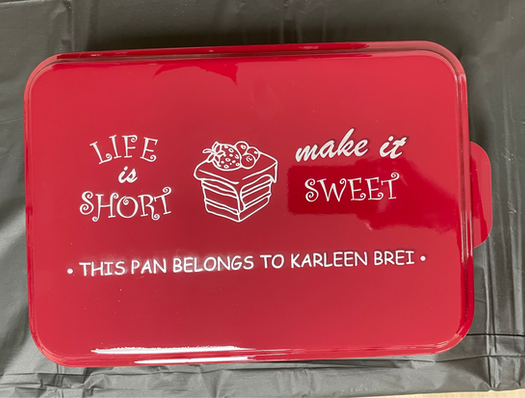 LIFE
is
SHORT
make it
SWEET
• THIS PAN BELONGS TO KARLEEN BREI •